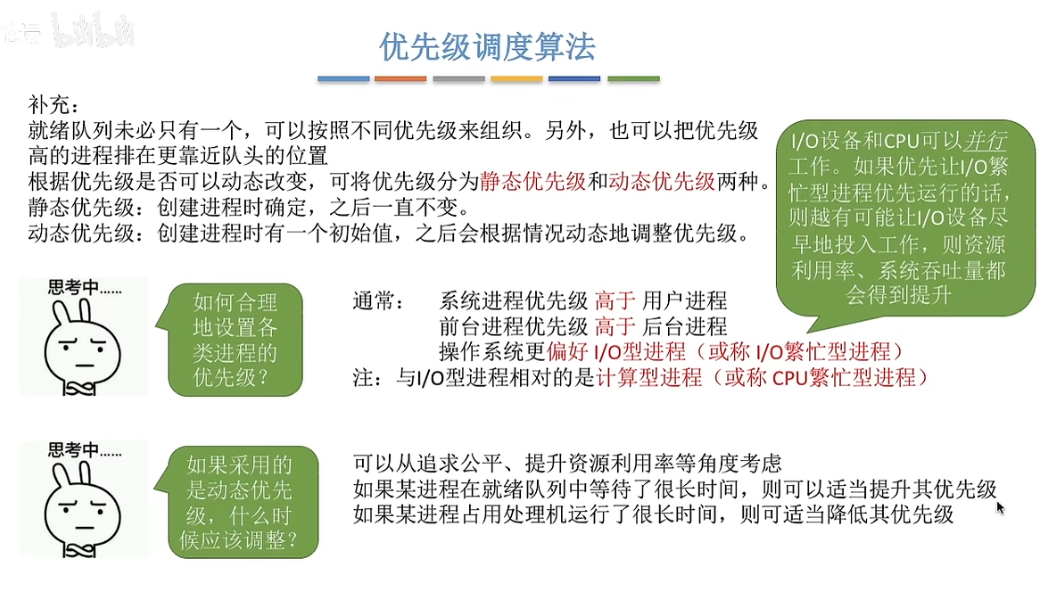 bilibili
优先级调度算法
补充：
就绪队列未必只有一个，可以按照不同优先级来组织。另外，也可以把优先级
高的进程排在更靠近队头的位置
根据优先级是否可以动态改变，可将优先级分为静态优先级和动态优先级两种。
静态优先级：创建进程时确定，之后一直不变。
动态优先级：创建进程时有一个初始值，之后会根据情况动态地调整优先级。
I/O设备和CPU可以并行
工作。如果优先让I/O繁
忙型进程优先运行的话，
则越有可能让I/O设备尽
早地投入工作，则资源
利用率、系统吞吐量都
会得到提升
思考中......
如何合理
地设置各
类进程的
优先级？
通常： 系统进程优先级 高于 用户进程
前台进程优先级 高于 后台进程
操作系统更偏好 I/O型进程（或称 I/O繁忙型进程）
注：与I/O型进程相对的是计算型进程（或称 CPU繁忙型进程）
思考中......
如果采用的
是动态优先
级，什么时
候应该调整？
可以从追求公平、提升资源利用率等角度考虑
如果某进程在就绪队列中等待了很长时间，则可以适当提升其优先级
如果某进程占用处理机运行了很长时间，则可适当降低其优先级